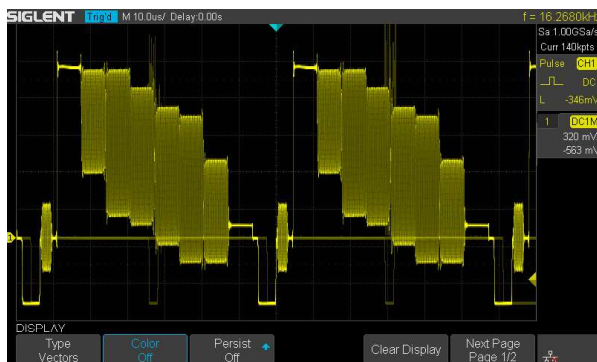 SIGLENT Trig'd M 10.0us/ Delay:0.00s f = 16.2680kHz
Sa 1.00GSa/s
Curr 140kpts
Pulse CH1
DC
L -346mV
1 DC1M
320 mV
-563 mV
1
DISPLAY
Type Color Persist Clear Display Next Page
Vectors Off Off Page 1/2